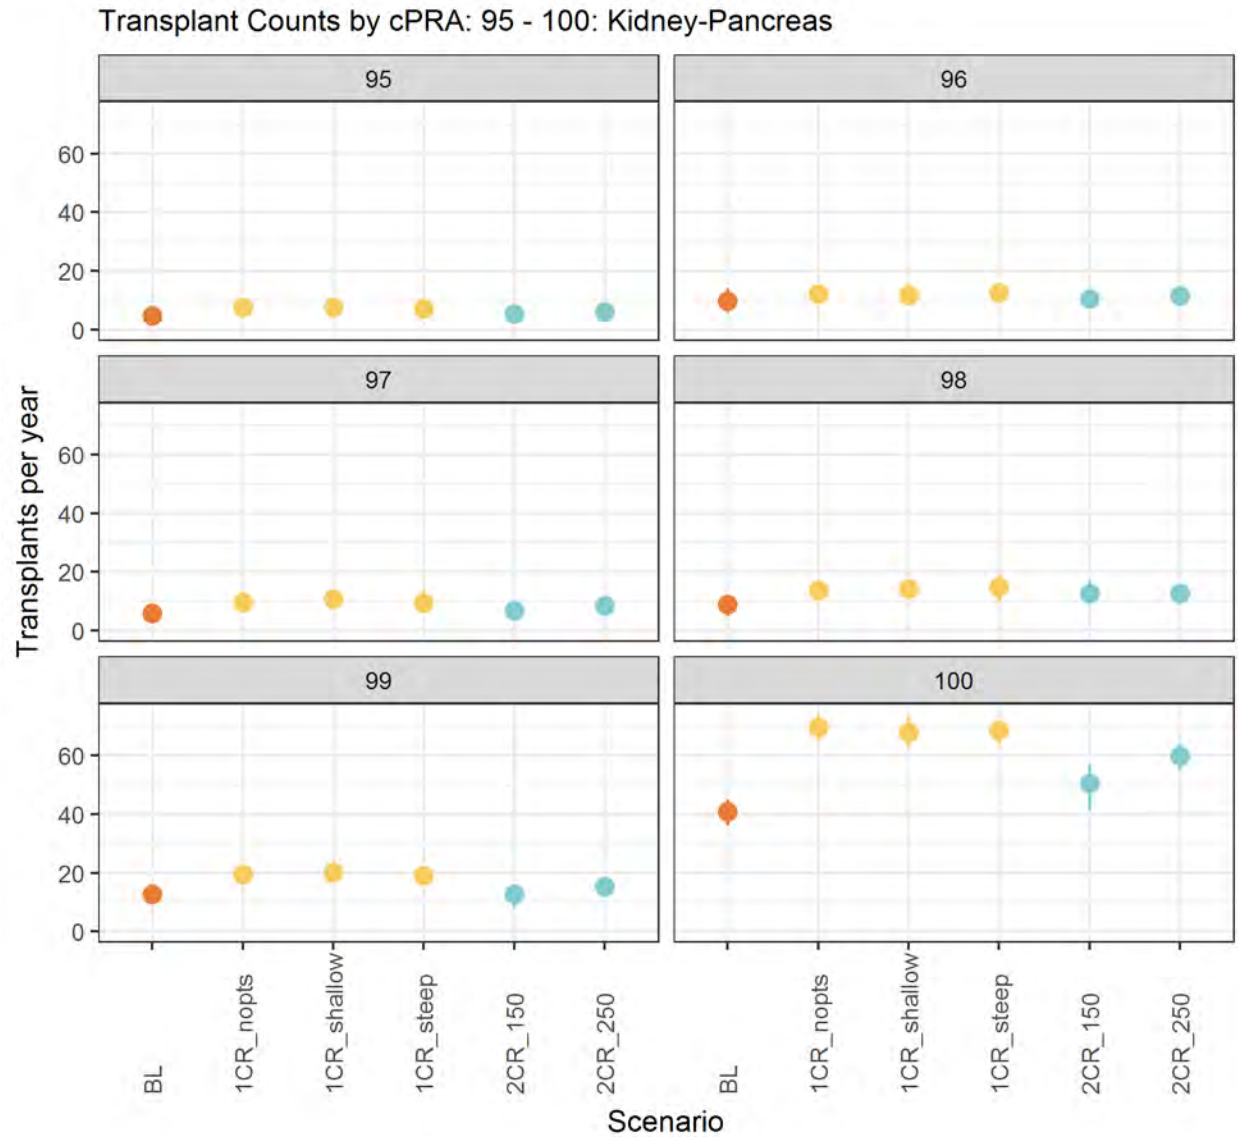 Transplant Counts by cPRA: 95 - 100: Kidney-Pancreas
95
96
60
40
20
0
97
98
60
40
20
0
99
100
60
40
20
0
Transplants per year
BL
1CR_nopts
1CR_shallow
1CR_steep
2CR_150
2CR_250
BL
1CR_nopts
1CR_shallow
1CR_steep
2CR_150
2CR_250
Scenario